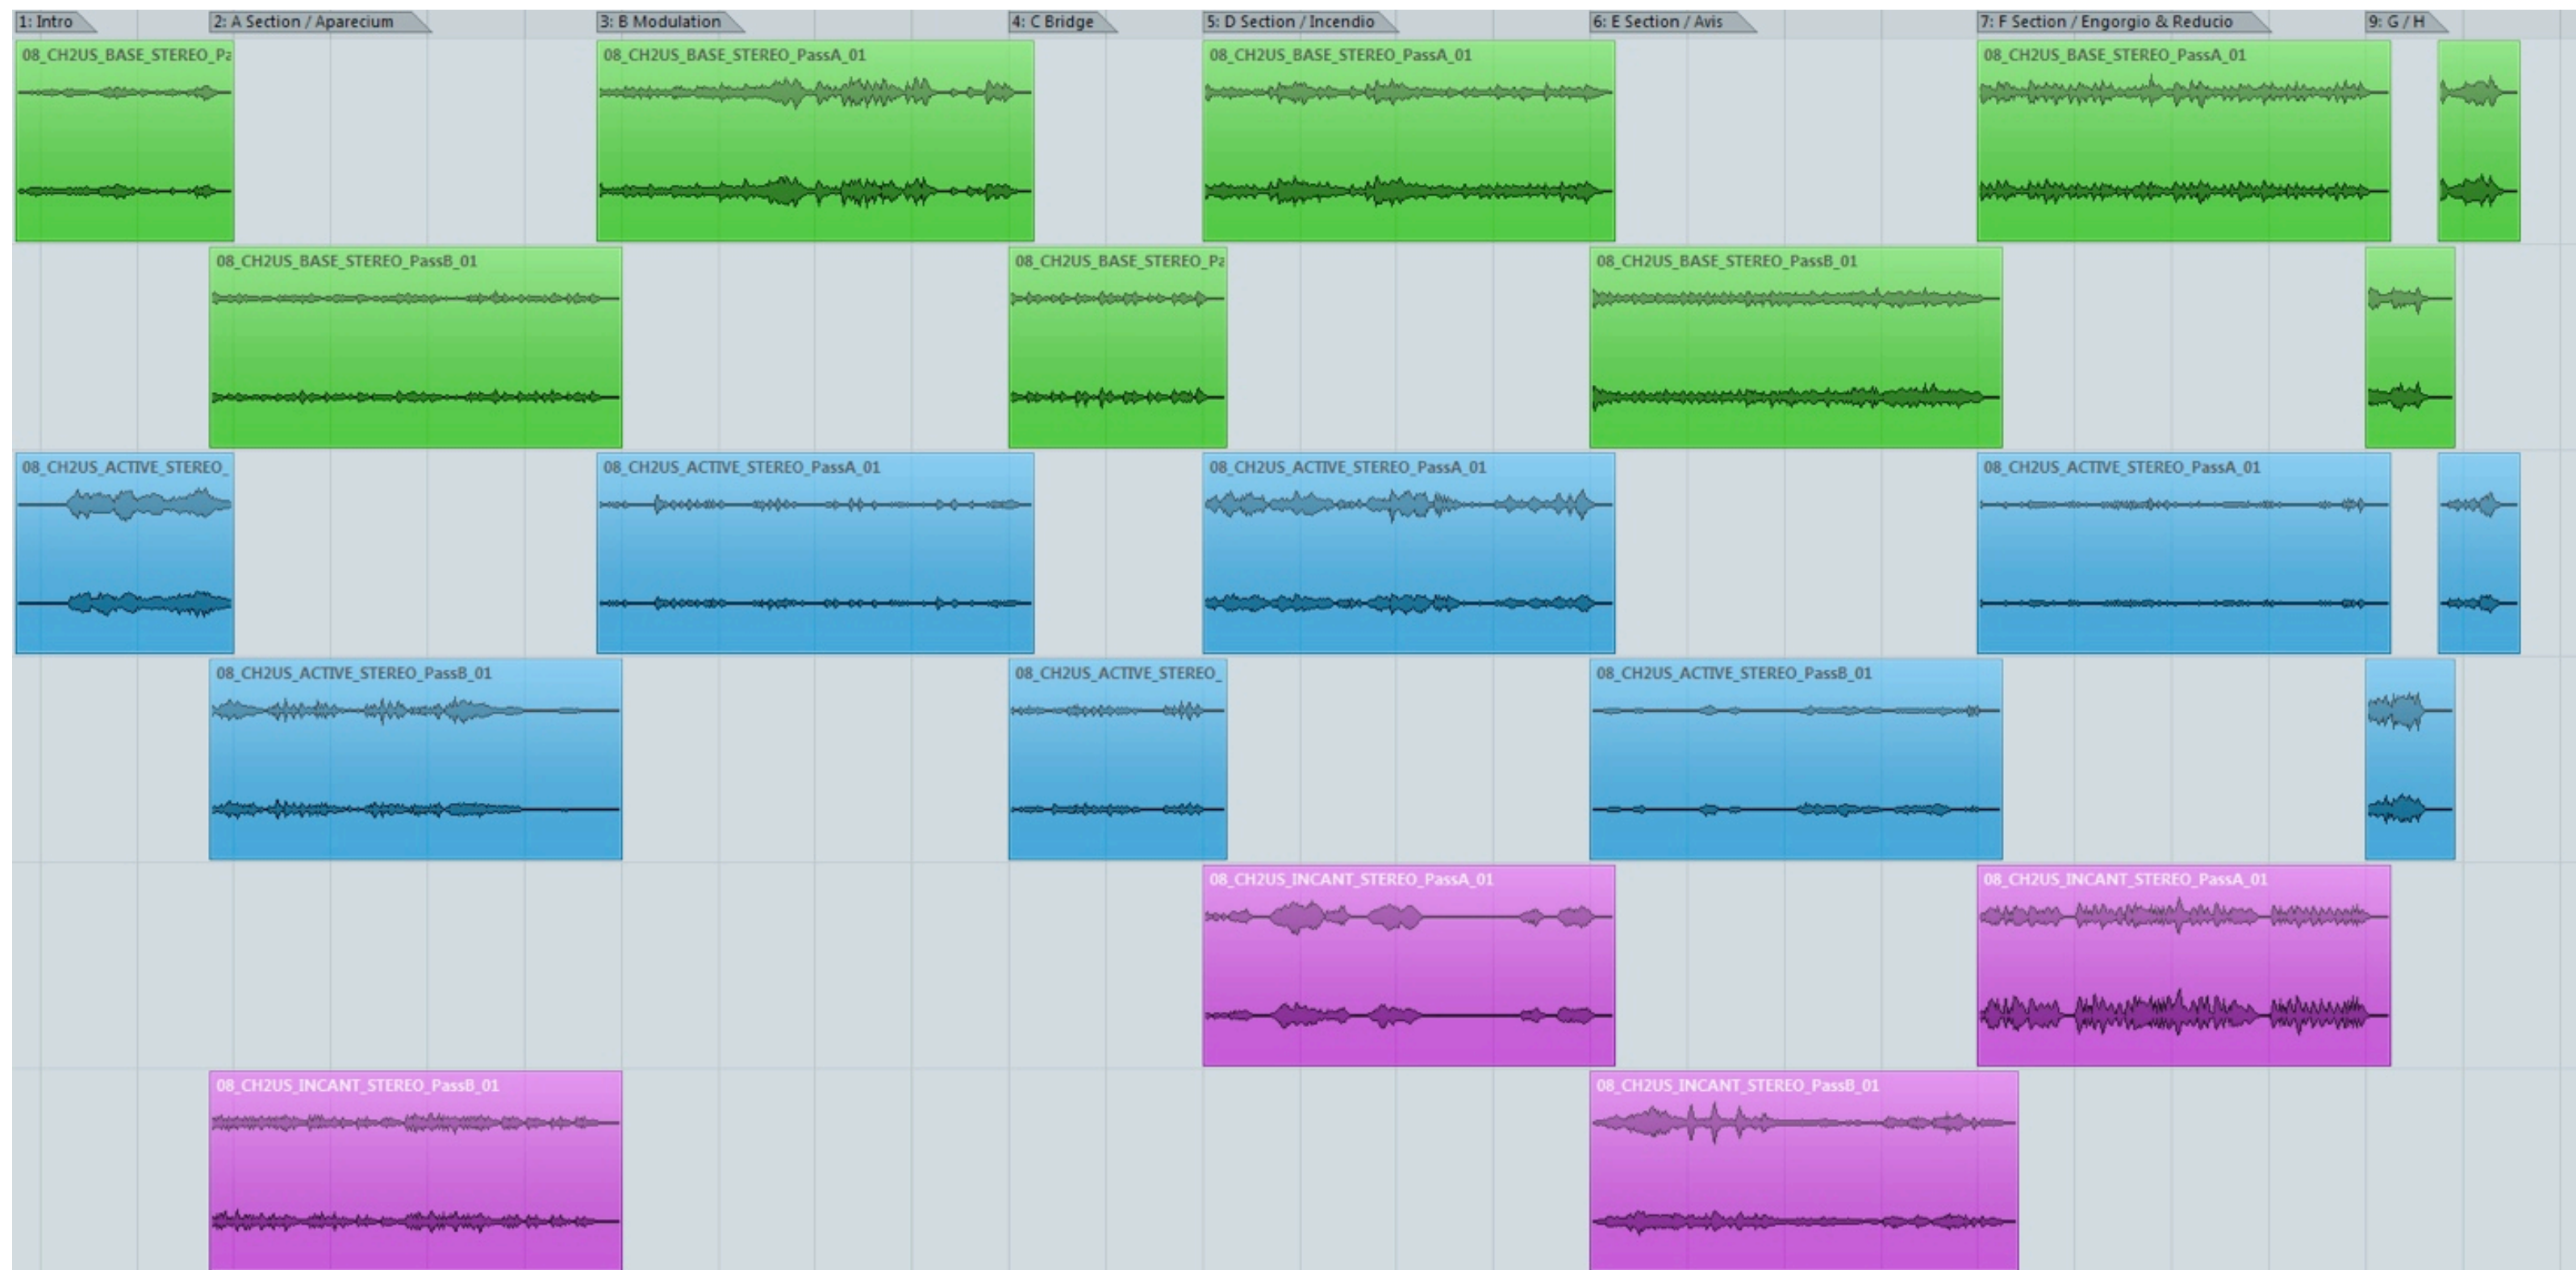 1: Intro
2: A Section / Aparecium
3: B Modulation
4: C Bridge
5: D Section / Incendio
6: E Section / Avis
7: F Section / Engorgio & Reducio
9: G / H
08_CH2US_BASE_STEREO_Pa
08_CH2US_BASE_STEREO_PassA_01
08_CH2US_BASE_STEREO_PassA_01
08_CH2US_BASE_STEREO_PassA_01
08_CH2US_BASE_STEREO_PassB_01
08_CH2US_BASE_STEREO_Pa
08_CH2US_BASE_STEREO_PassB_01
08_CH2US_ACTIVE_STEREO_
08_CH2US_ACTIVE_STEREO_PassA_01
08_CH2US_ACTIVE_STEREO_PassA_01
08_CH2US_ACTIVE_STEREO_PassA_01
08_CH2US_ACTIVE_STEREO_PassB_01
08_CH2US_ACTIVE_STEREO_
08_CH2US_ACTIVE_STEREO_PassB_01
08_CH2US_INCANT_STEREO_PassA_01
08_CH2US_INCANT_STEREO_PassA_01
08_CH2US_INCANT_STEREO_PassB_01
08_CH2US_INCANT_STEREO_PassB_01